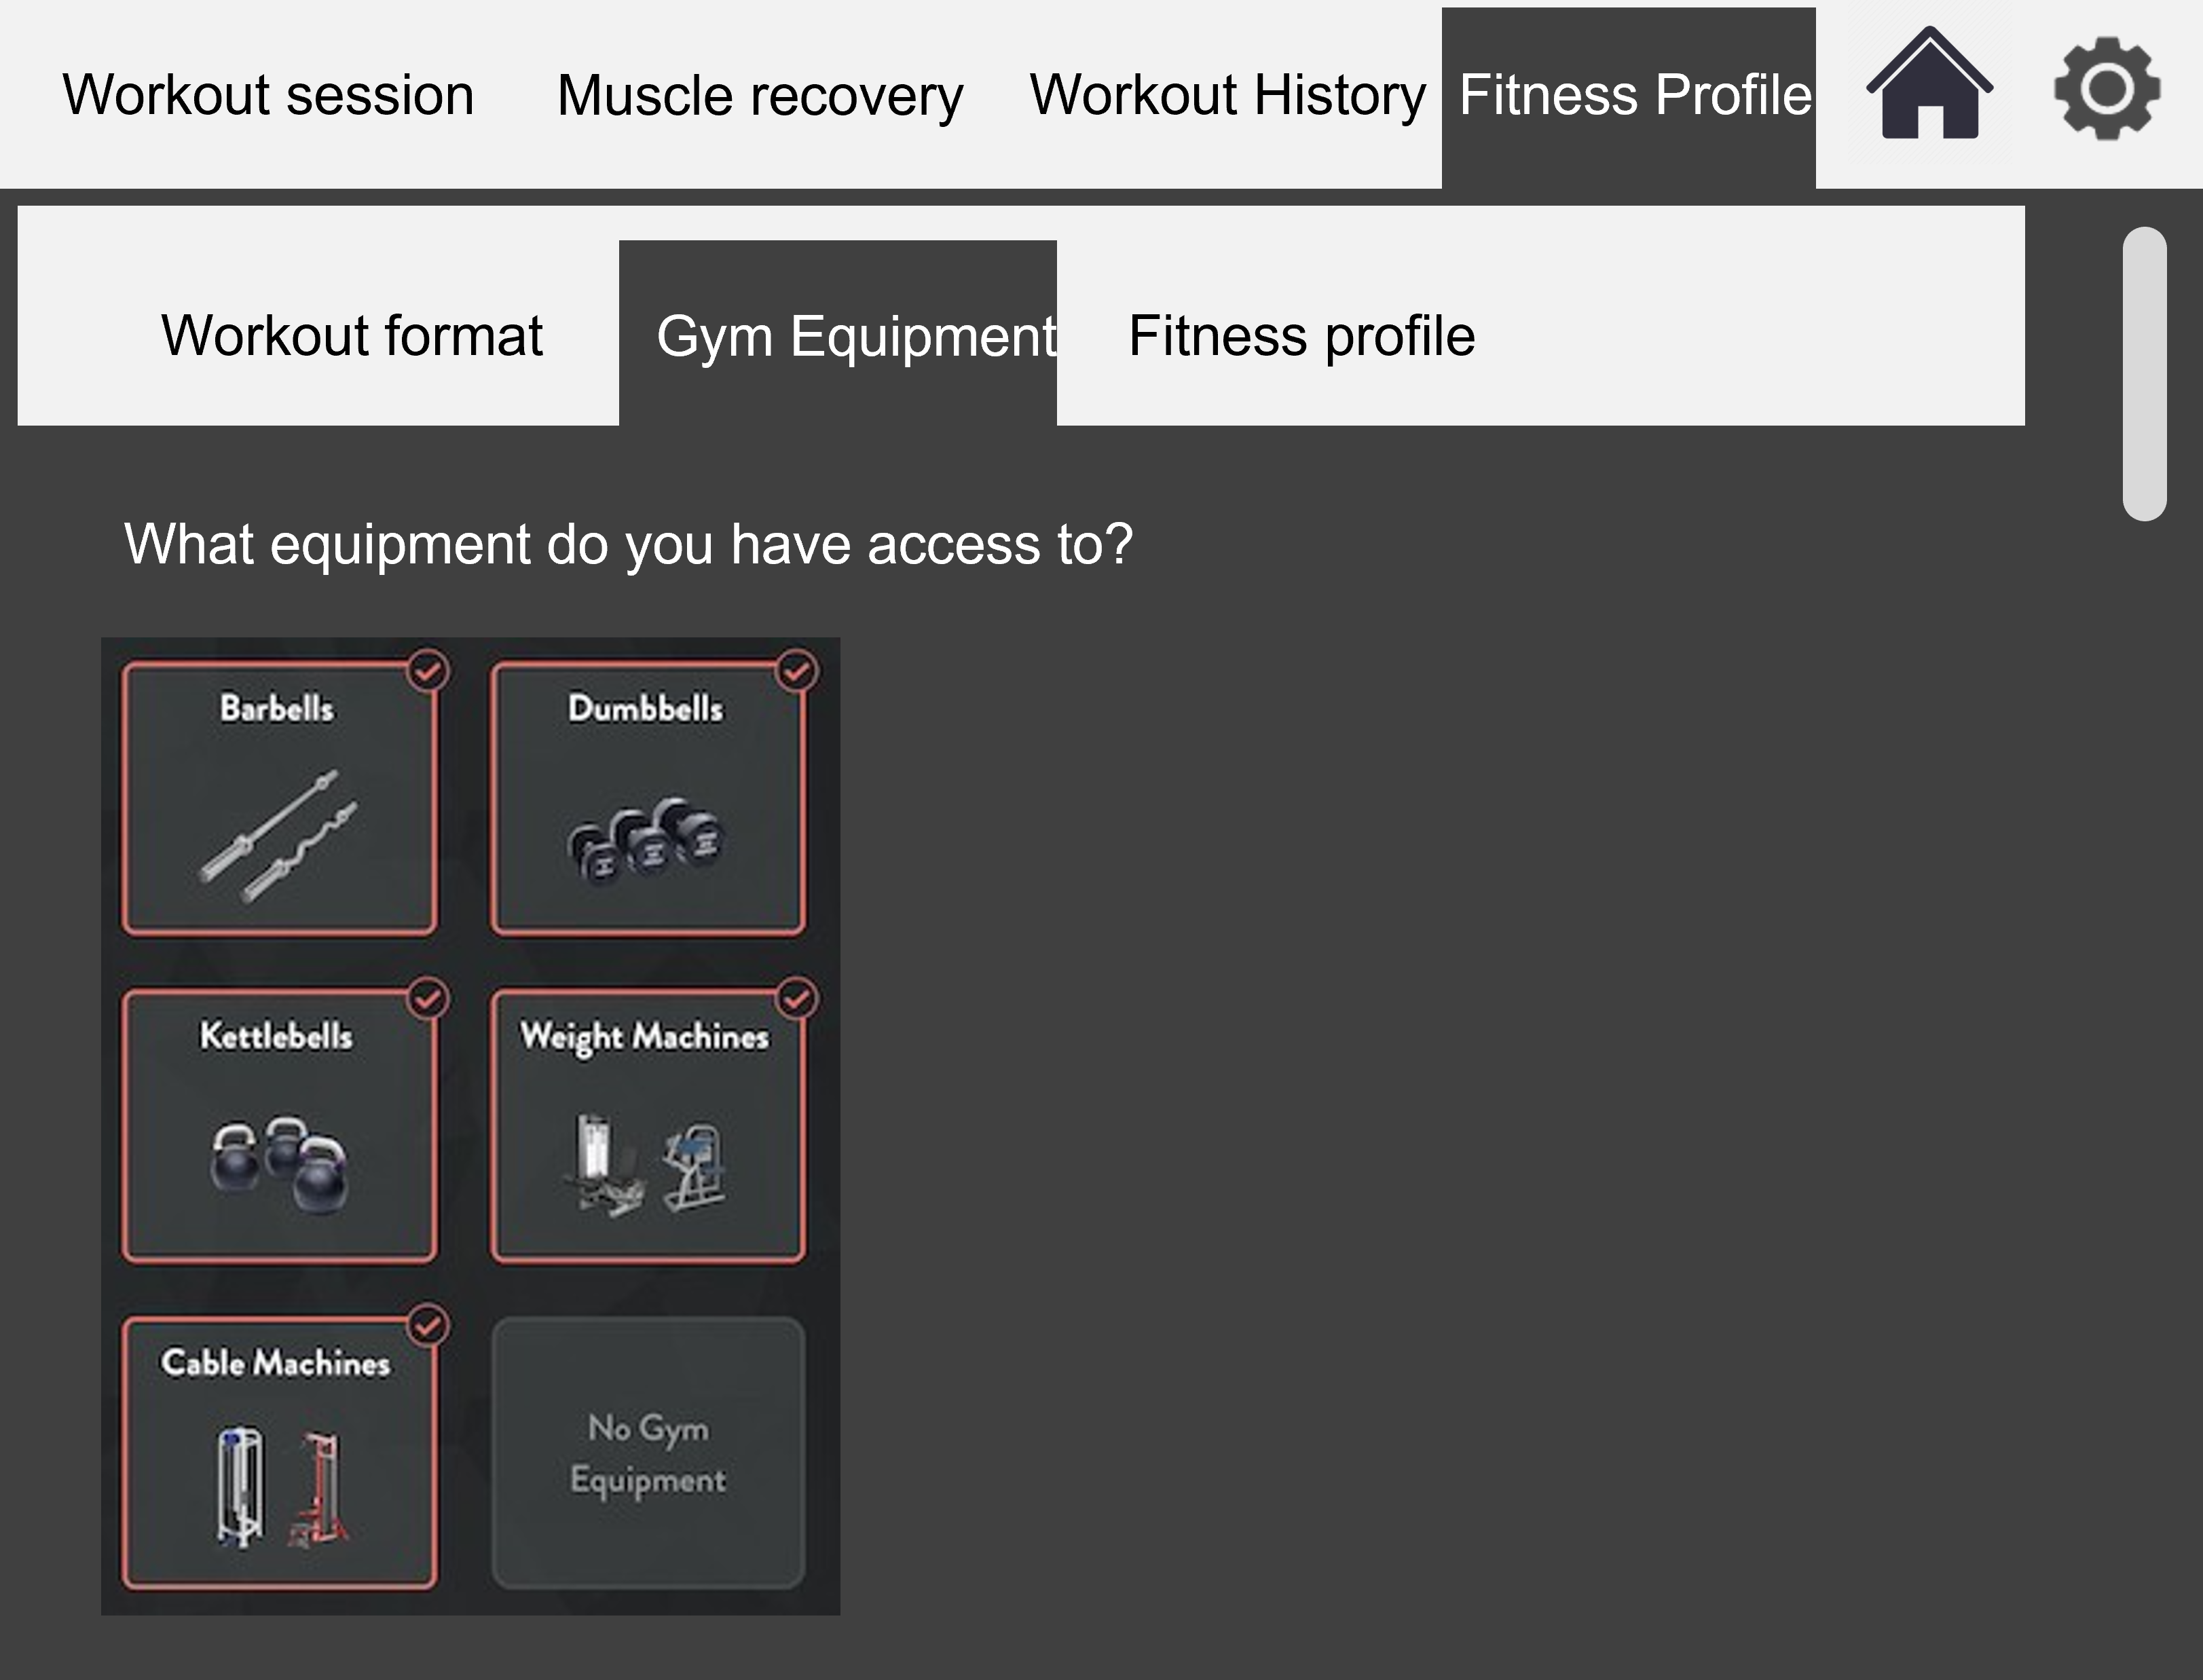 Workout session Muscle recovery Workout History Fitness Profile
Workout format Gym Equipment Fitness profile
What equipment do you have access to?
Barbells Dumbbells
Kettlebells Weight Machines
Cable Machines
No Gym
Equipment